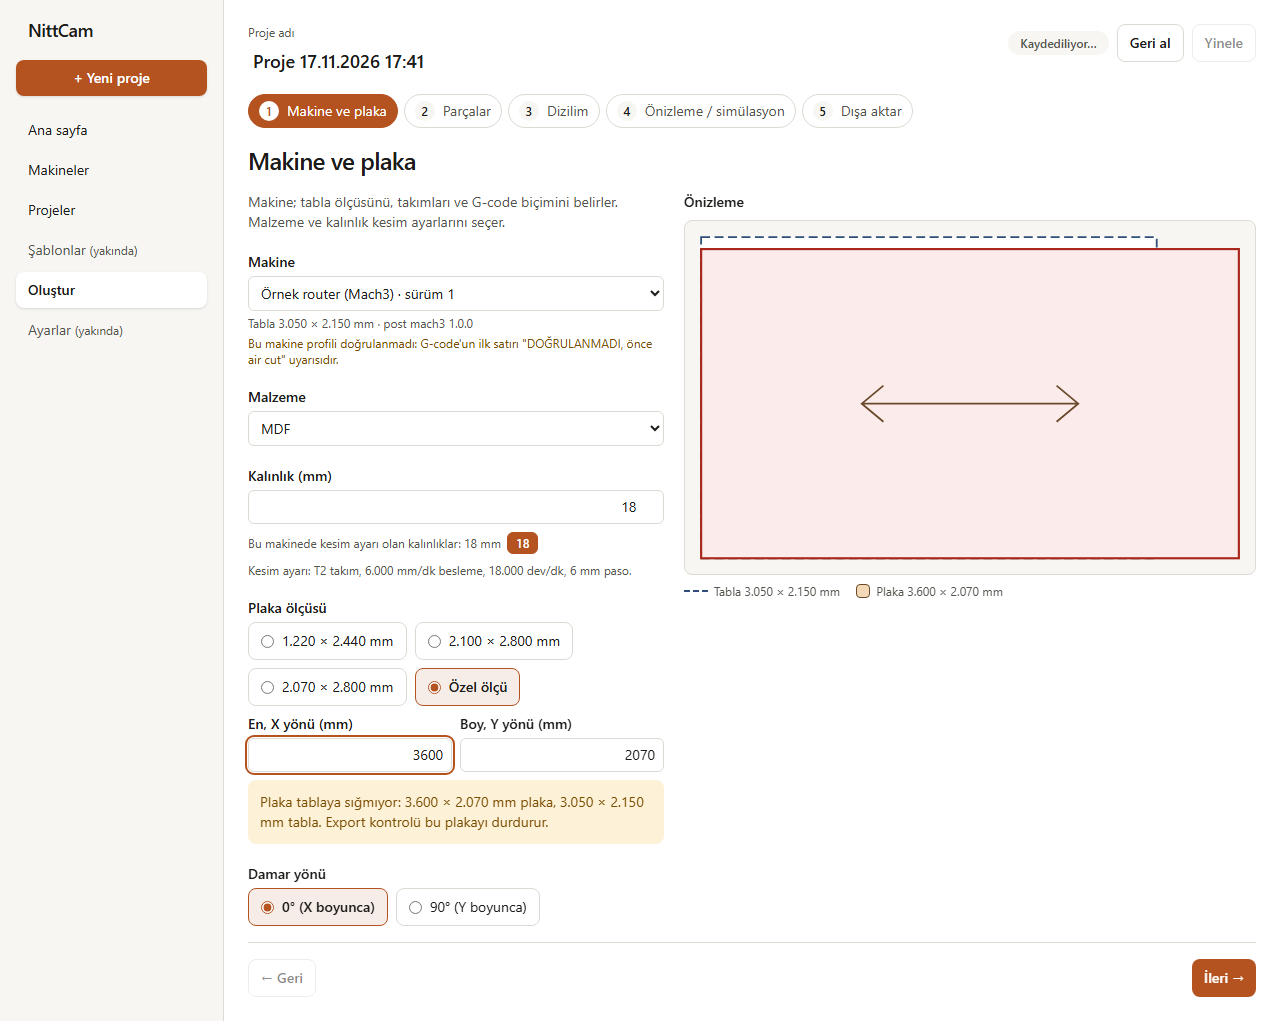 NittCam
+ Yeni proje
Ana sayfa
Makineler
Projeler
Şablonlar (yakında)
Oluştur
Ayarlar (yakında)
Proje adı
Proje 17.11.2026 17:41
Kaydediliyor...
Geri al
Yinele
1 Makine ve plaka
2 Parçalar
3 Dizilim
4 Önizleme / simülasyon
5 Dışa aktar
Makine ve plaka
Makine; tabla ölçüsünü, takımları ve G-code biçimini belirler.
Malzeme ve kalınlık kesim ayarlarını seçer.
Makine
Örnek router (Mach3) · sürüm 1
Tabla 3.050 × 2.150 mm · post mach3 1.0.0
Bu makine profili doğrulanmadı: G-code'un ilk satırı "DOĞRULANMADI, önce
air cut" uyarısıdır.
Malzeme
MDF
Kalınlık (mm)
18
Bu makinede kesim ayarı olan kalınlıklar: 18 mm 18
Kesim ayarı: T2 takım, 6.000 mm/dk besleme, 18.000 dev/dk, 6 mm paso.
Plaka ölçüsü
1.220 × 2.440 mm
2.100 × 2.800 mm
2.070 × 2.800 mm
Özel ölçü
En, X yönü (mm)
Boy, Y yönü (mm)
3600
2070
Plaka tablaya sığmıyor: 3.600 × 2.070 mm plaka, 3.050 × 2.150
mm tabla. Export kontrolü bu plakayı durdurur.
Damar yönü
0° (X boyunca)
90° (Y boyunca)
← Geri
İleri →
Önizleme
Tabla 3.050 × 2.150 mm
Plaka 3.600 × 2.070 mm